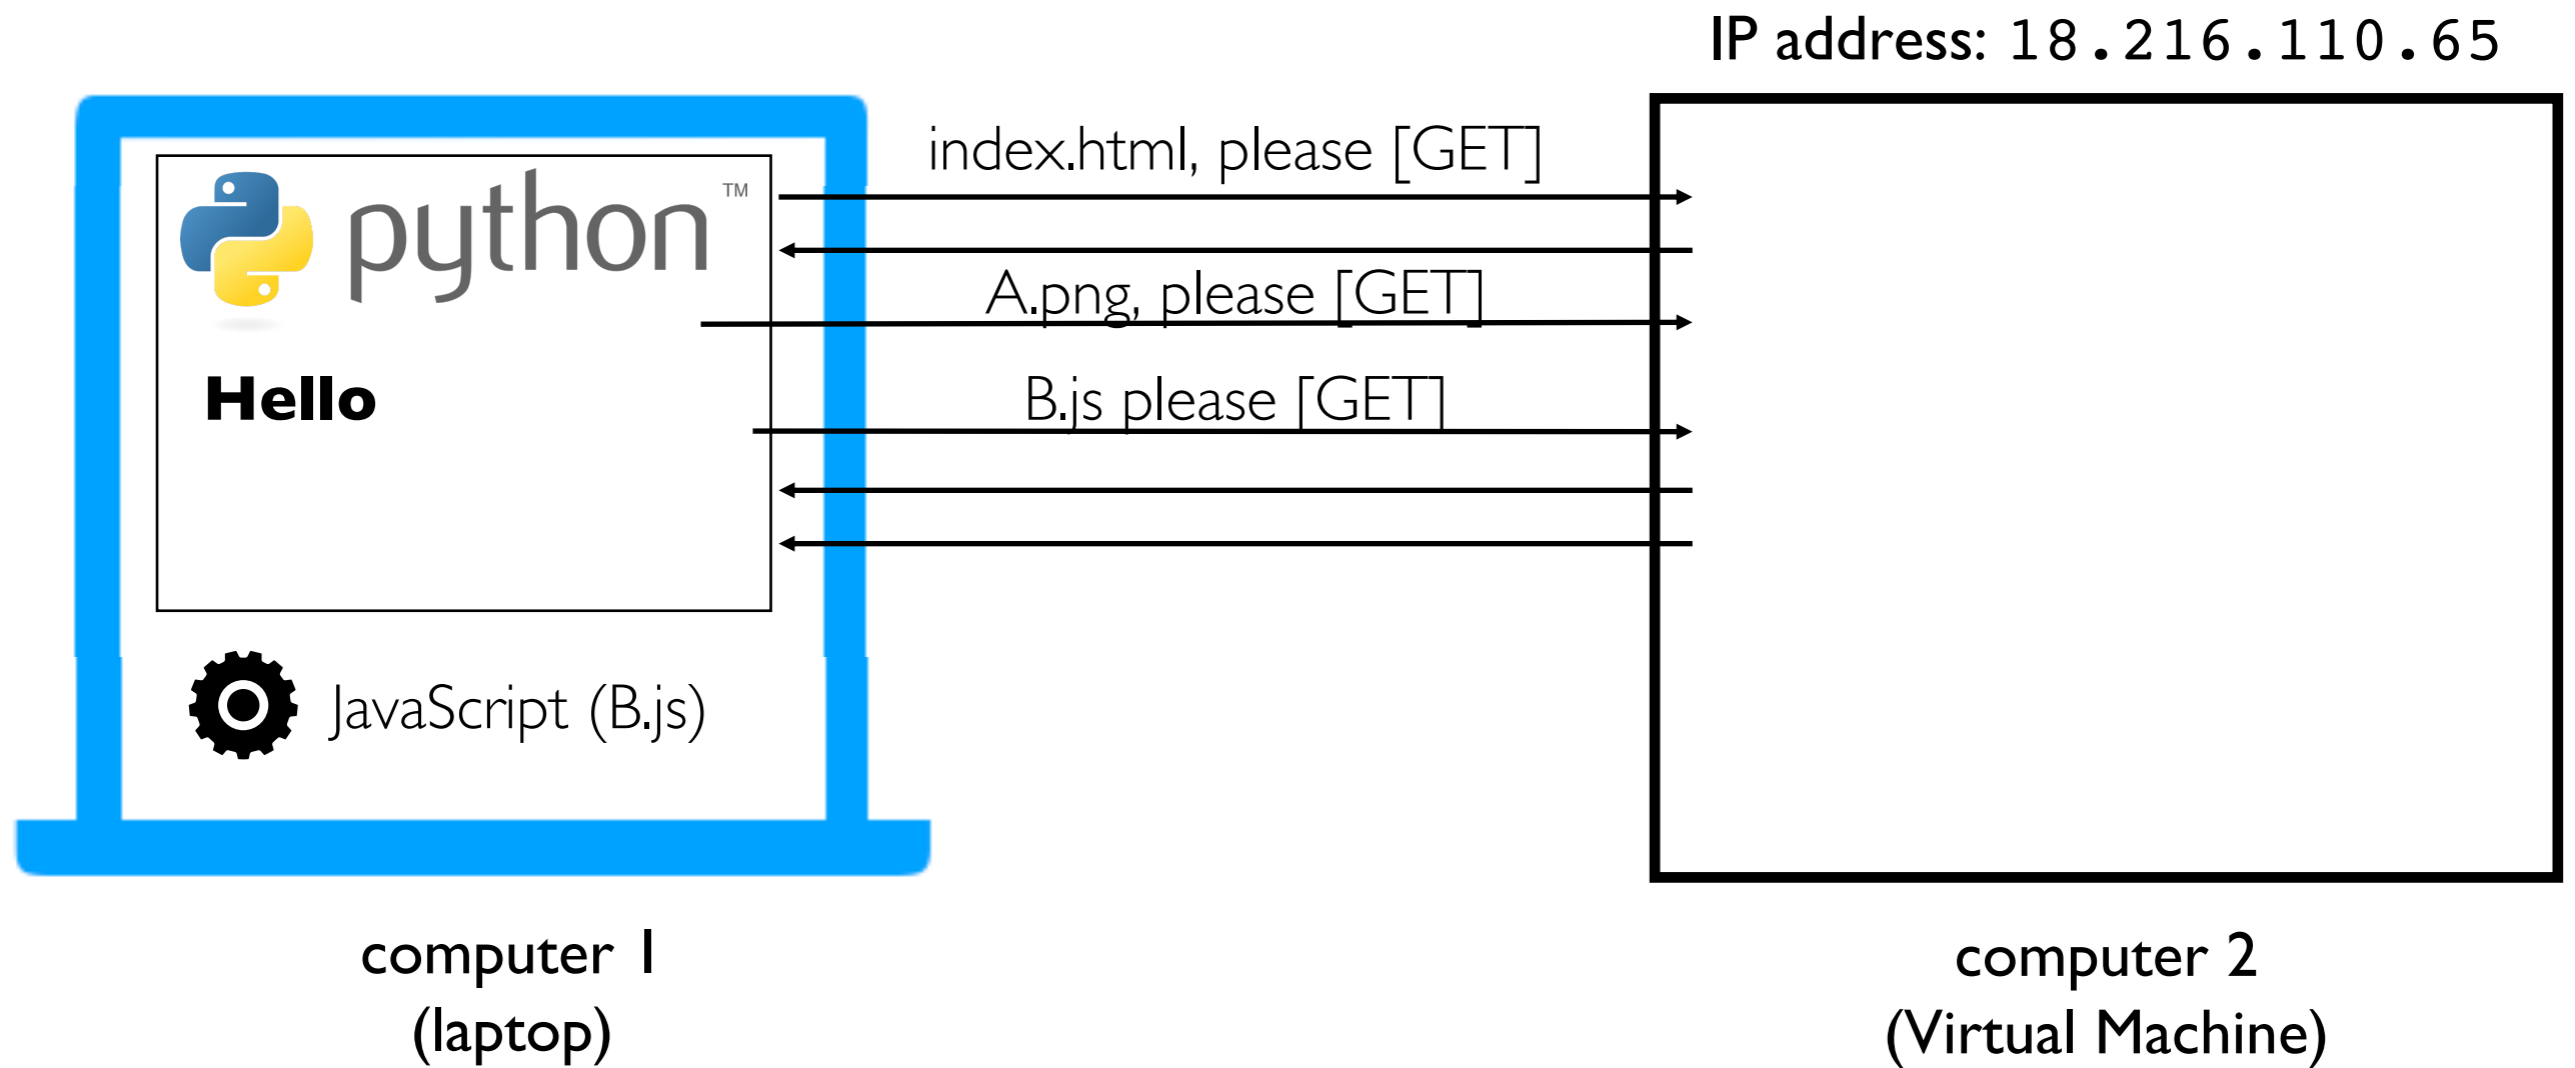 IP address: 18.216.110.65
index.html, please [GET]
python™
A.png, please [GET]
Hello
B.js please [GET]
JavaScript (B.js)
computer 1
(laptop)
computer 2
(Virtual Machine)